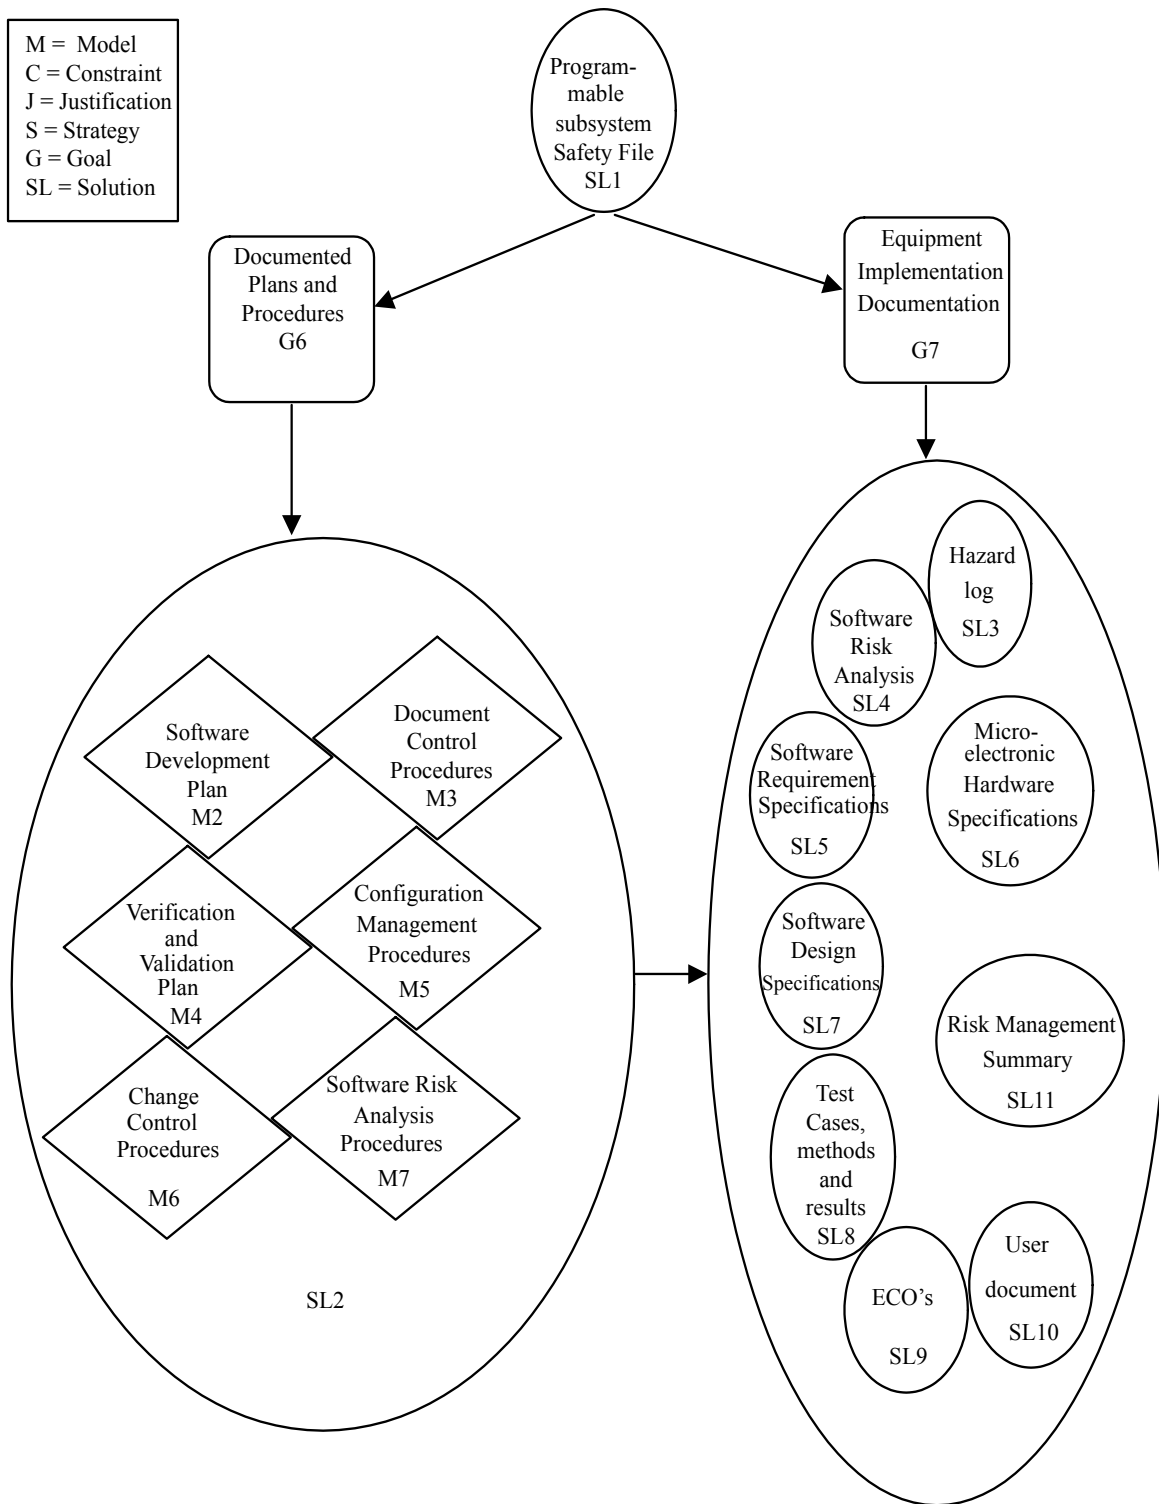 M = Model
C = Constraint
J = Justification
S = Strategy
G = Goal
SL = Solution
Program-
mable
subsystem
Safety File
SL1
Documented
Plans and
Procedures
G6
Equipment
Implementation
Documentation
G7
Software
Development
Plan
M2
Document
Control
Procedures
M3
Verification
and
Validation
Plan
M4
Configuration
Management
Procedures
M5
Change
Control
Procedures
M6
Software Risk
Analysis
Procedures
M7
SL2
Hazard
log
SL3
Software
Risk
Analysis
SL4
Software
Requirement
Specifications
SL5
Micro-
electronic
Hardware
Specifications
SL6
Software
Design
Specifications
SL7
Risk Management
Summary
SL11
Test
Cases,
methods
and
results
SL8
ECO’s
SL9
User
document
SL10